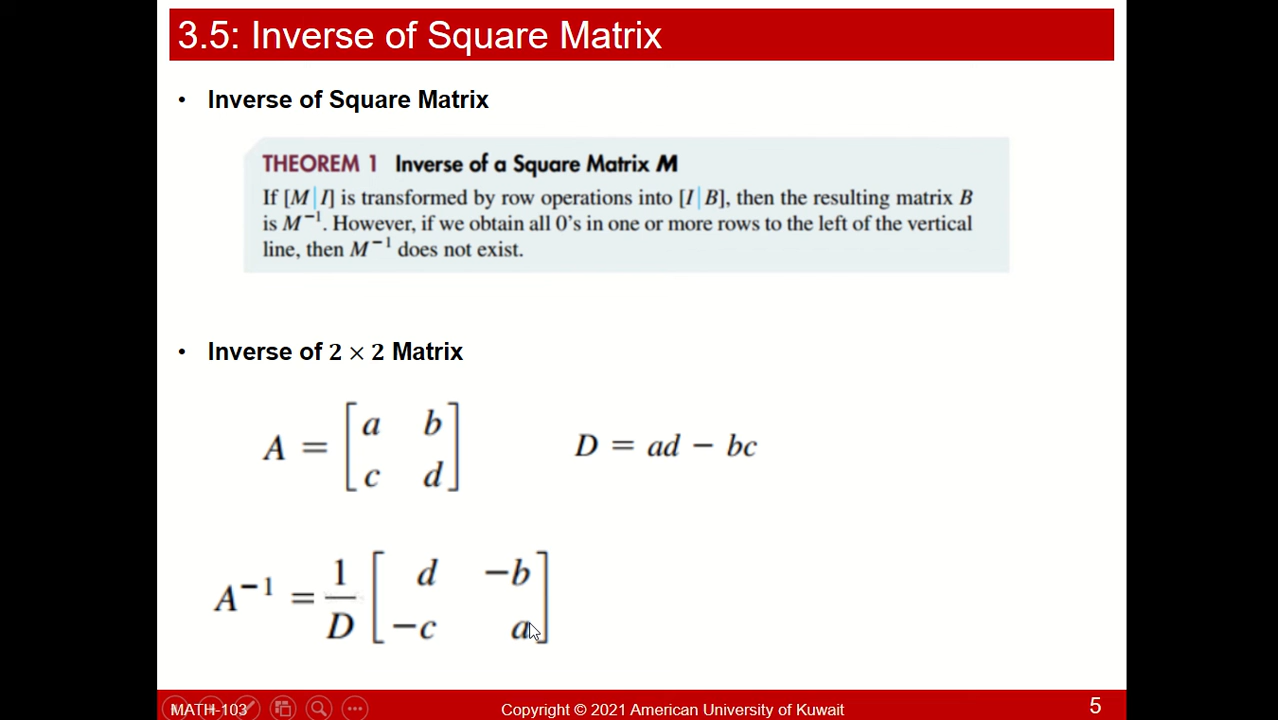 3.5: Inverse of Square Matrix
• Inverse of Square Matrix
THEOREM 1 Inverse of a Square Matrix M
If [M | I] is transformed by row operations into [I | B], then the resulting matrix B
is M⁻¹. However, if we obtain all 0's in one or more rows to the left of the vertical
line, then M⁻¹ does not exist.
• Inverse of 2 × 2 Matrix
A = [a b
c d]
D = ad − bc
A⁻¹ = 1/D [d −b
−c a]
MATH-103 Copyright © 2021 American University of Kuwait 5